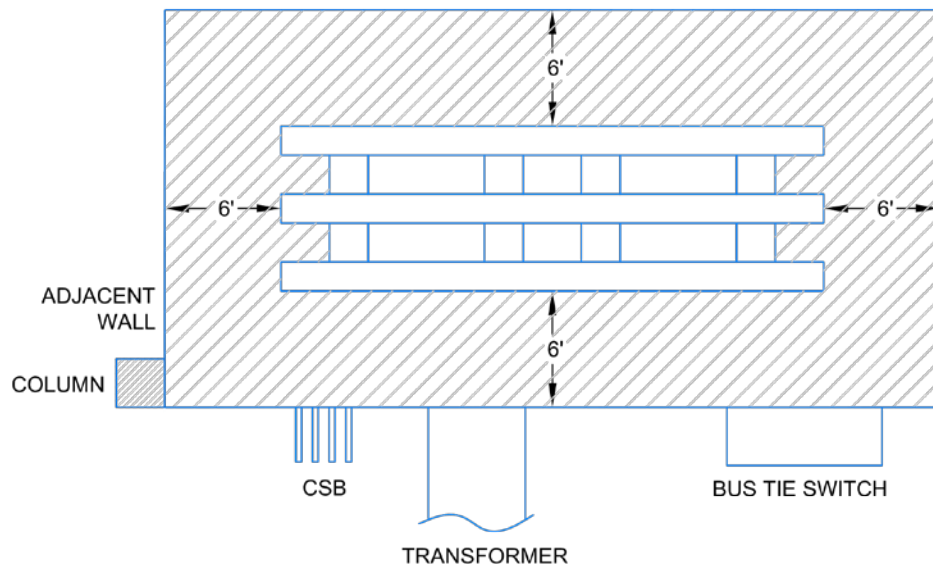 6'
6'
6'
ADJACENT
WALL
6'
COLUMN
CSB
BUS TIE SWITCH
TRANSFORMER